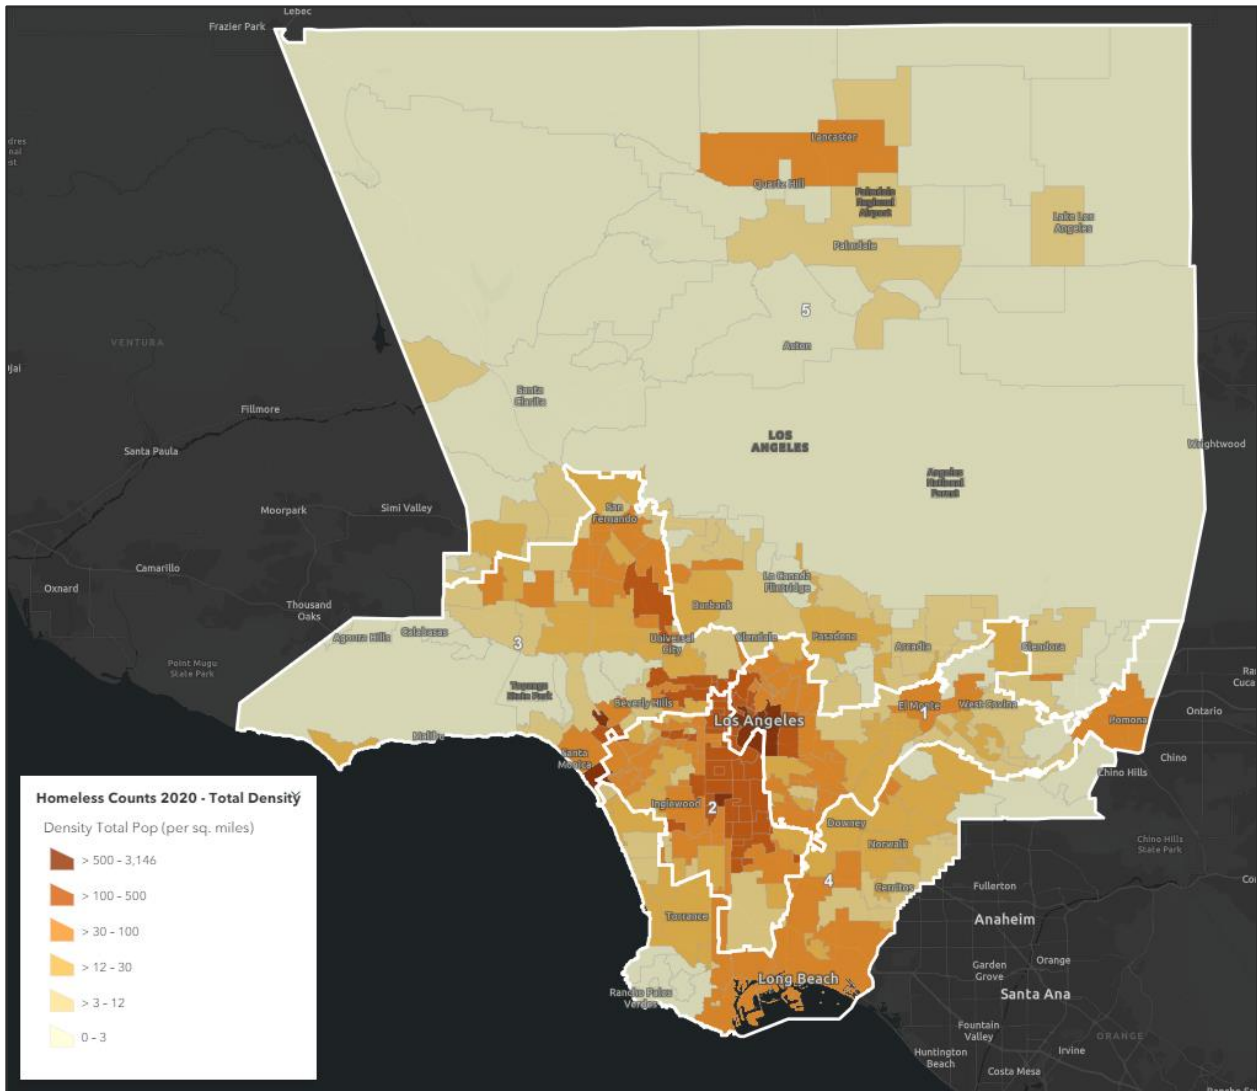 Lebec
Frazier Park
Lancaster
Quartz Hill
Palmdale
Regional
Airport
Lake Los
Angeles
Palmdale
5
VENTURA
Acton
Ojai
Santa
Clarita
Fillmore
LOS
ANGELES
Wrightwood
Santa Paula
Angeles
National
Forest
Moorpark
Simi Valley
San
Fernando
Camarillo
Oxnard
La Cañada
Flintridge
Thousand
Oaks
Burbank
Agoura Hills
Calabasas
3
Universal
City
Glendale
Pasadena
Arcadia
Glendora
Point Mugu
State Park
Topanga
State Park
Beverly Hills
Los Angeles
El Monte
1
West Covina
Pomona
Ontario
Malibu
Santa
Monica
Chino
Chino Hills
Inglewood
2
Downey
Norwalk
Chino Hills
State Park
4
Cerritos
Fullerton
Torrance
Anaheim
Garden
Grove
Orange
Long Beach
Rancho Palos
Verdes
Santa Ana
Fountain
Valley
ORANGE
Huntington
Beach
Irvine
Costa Mesa
Homeless Counts 2020 - Total Density
Density Total Pop (per sq. miles)
> 500 - 3,146
> 100 - 500
> 30 - 100
> 12 - 30
> 3 - 12
0 - 3